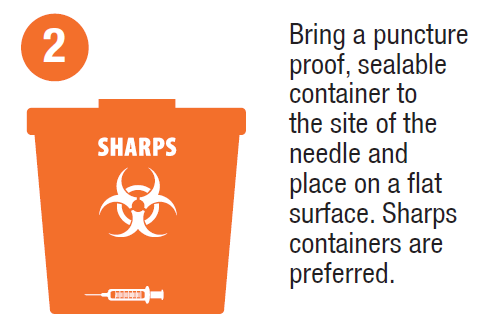 2
SHARPS
Bring a puncture
proof, sealable
container to
the site of the
needle and
place on a flat
surface. Sharps
containers are
preferred.